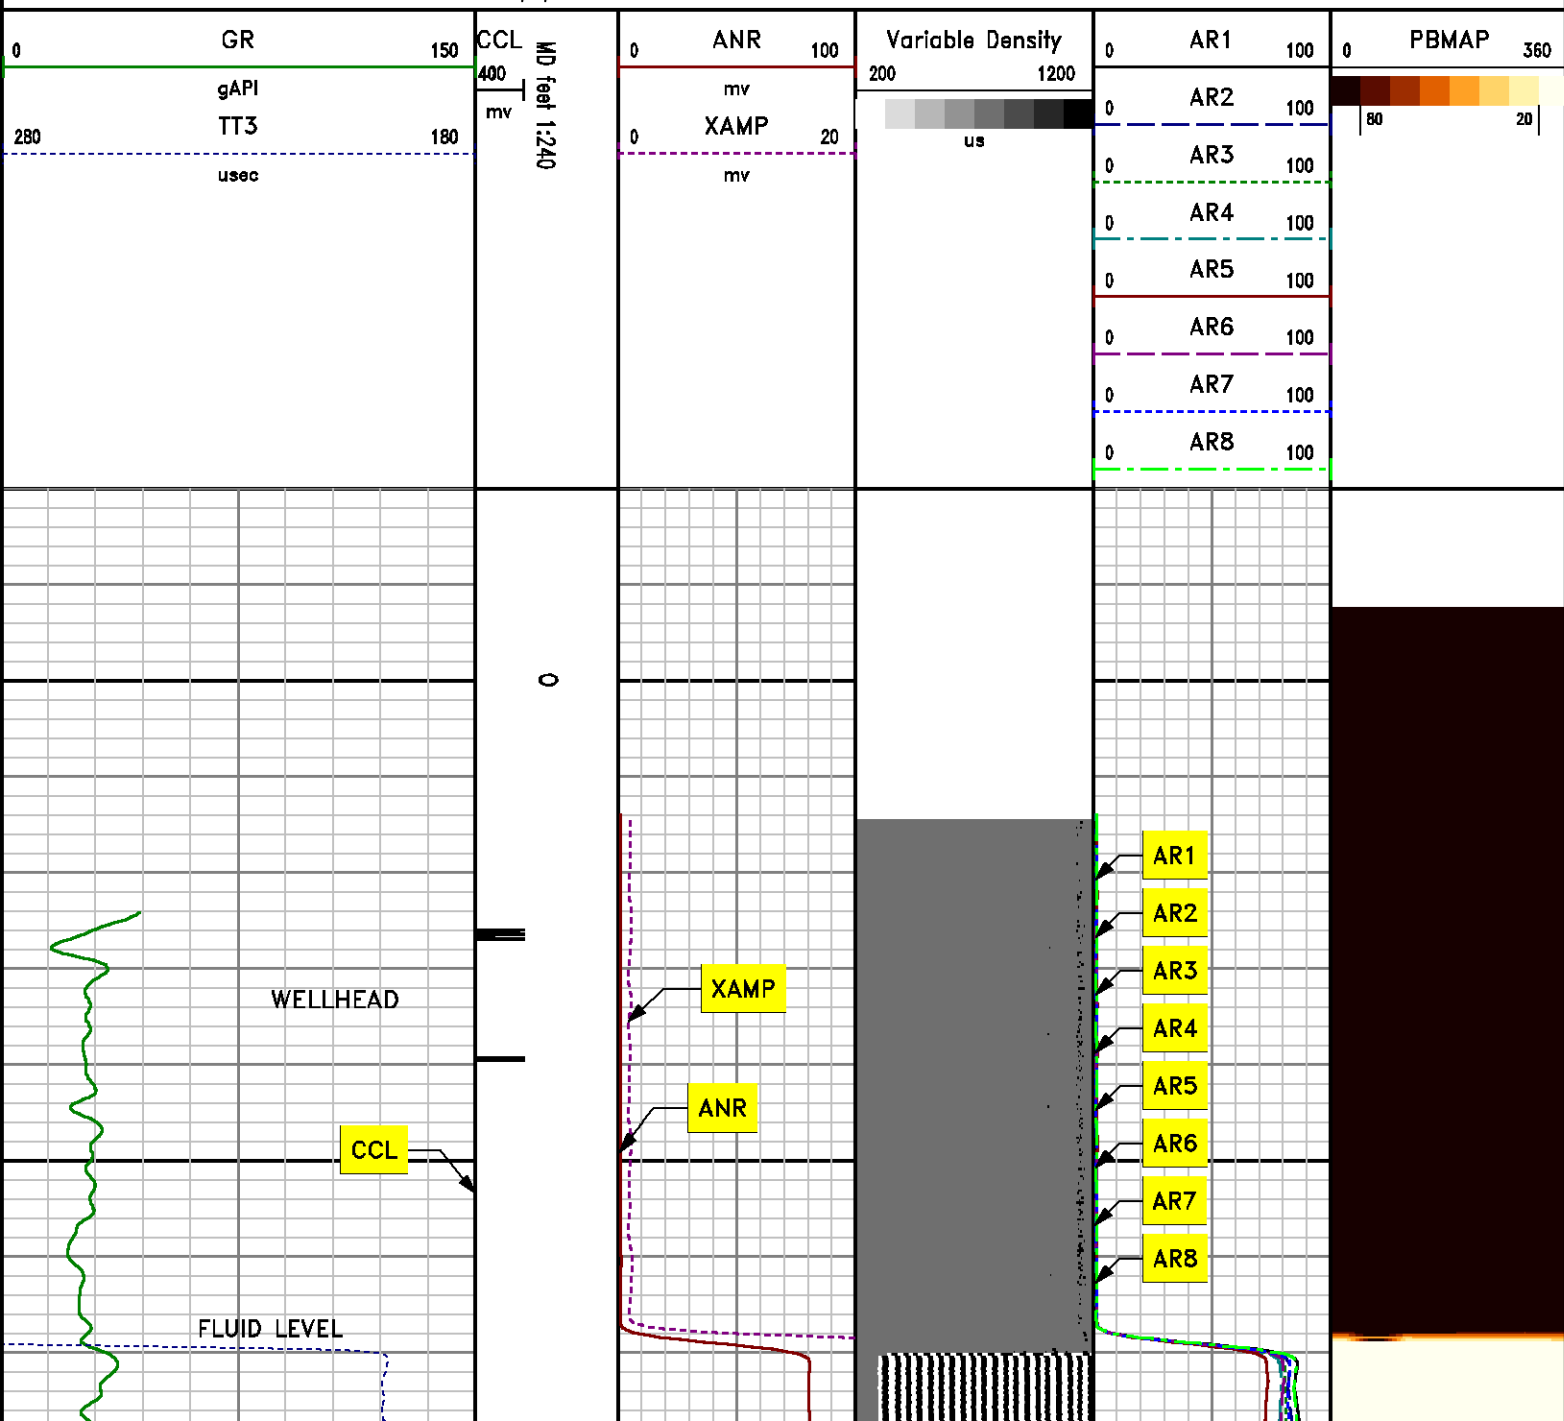 GR
0 150
gAPI
TT3
280 180
usec
CCL
400
mv
MD feet 1:240
ANR
0 100
mv
XAMP
0 20
mv
Variable Density
200 1200
us
AR1
0 100
AR2
0 100
AR3
0 100
AR4
0 100
AR5
0 100
AR6
0 100
AR7
0 100
AR8
0 100
PBMAP
0 360
80 20
0
WELLHEAD
CCL
FLUID LEVEL
XAMP
ANR
AR1
AR2
AR3
AR4
AR5
AR6
AR7
AR8